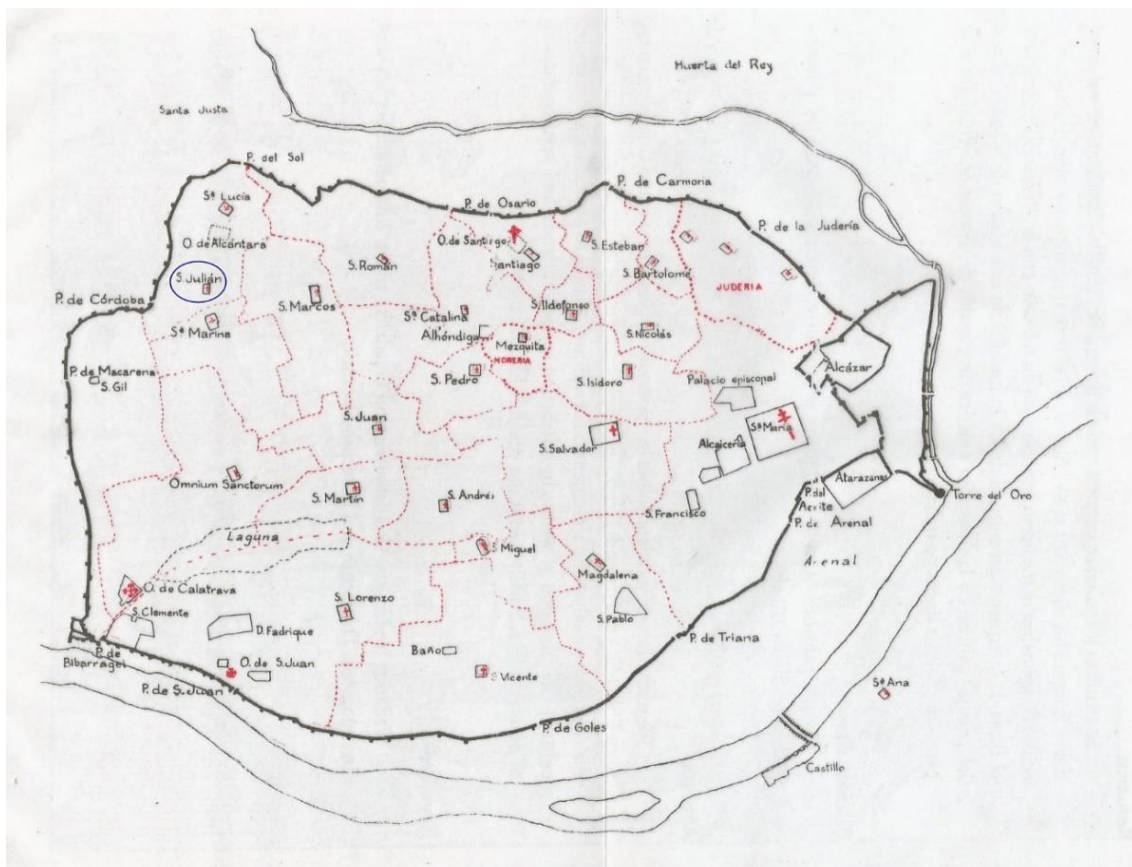 Huerta del Rey
Santa Justa
P. del Sol
P. de Carmona
Sª Lucía
P. de Osario
P. de la Judería
O. de Alcántara
O. de Santiago
S. Esteban
Santiago
S. Román
S. Bartolomé
S. Julián
JUDERIA
P. de Córdoba
S. Marcos
S. Ildefonso
Sª Catalina
Sª Marina
Alhóndiga
S. Nicolás
Mezquita
MORERIA
P. de Macarena
S. Gil
S. Pedro
S. Isidoro
Alcázar
Palacio episcopal
S. Juan
Sª María
S. Salvador
Alcaicería
Omnium Sanctorum
S. Martín
S. Andrés
Atarazanas
P. del Aceite
Torre del Oro
S. Francisco
P. de Arenal
Laguna
S. Miguel
Arenal
Magdalena
O. de Calatrava
S. Clemente
S. Lorenzo
S. Pablo
D. Fadrique
P. de Triana
Baño
P. de Bibarragel
O. de S. Juan
S. Vicente
Sª Ana
P. de S. Juan
P. de Goles
Castillo